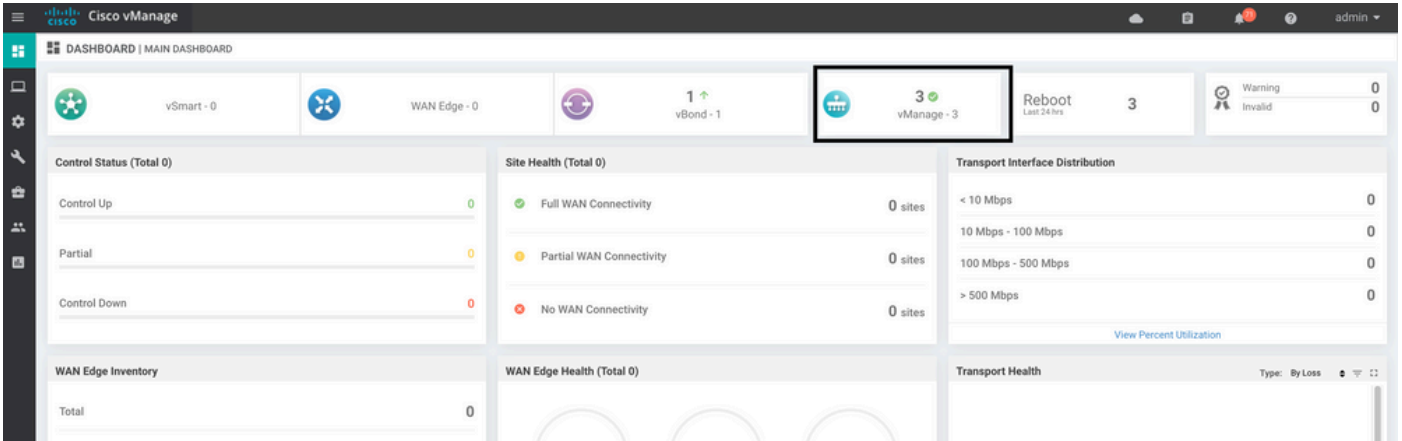 CISCO Cisco vManage admin
DASHBOARD | MAIN DASHBOARD
vSmart - 0
WAN Edge - 0
1
vBond - 1
3
vManage - 3
Reboot
Last 24 hrs
3
Warning 0
Invalid 0
Control Status (Total 0)
Control Up 0
Partial 0
Control Down 0
Site Health (Total 0)
Full WAN Connectivity 0 sites
Partial WAN Connectivity 0 sites
No WAN Connectivity 0 sites
Transport Interface Distribution
< 10 Mbps 0
10 Mbps - 100 Mbps 0
100 Mbps - 500 Mbps 0
> 500 Mbps 0
View Percent Utilization
WAN Edge Inventory
Total 0
WAN Edge Health (Total 0)
Transport Health Type: By Loss